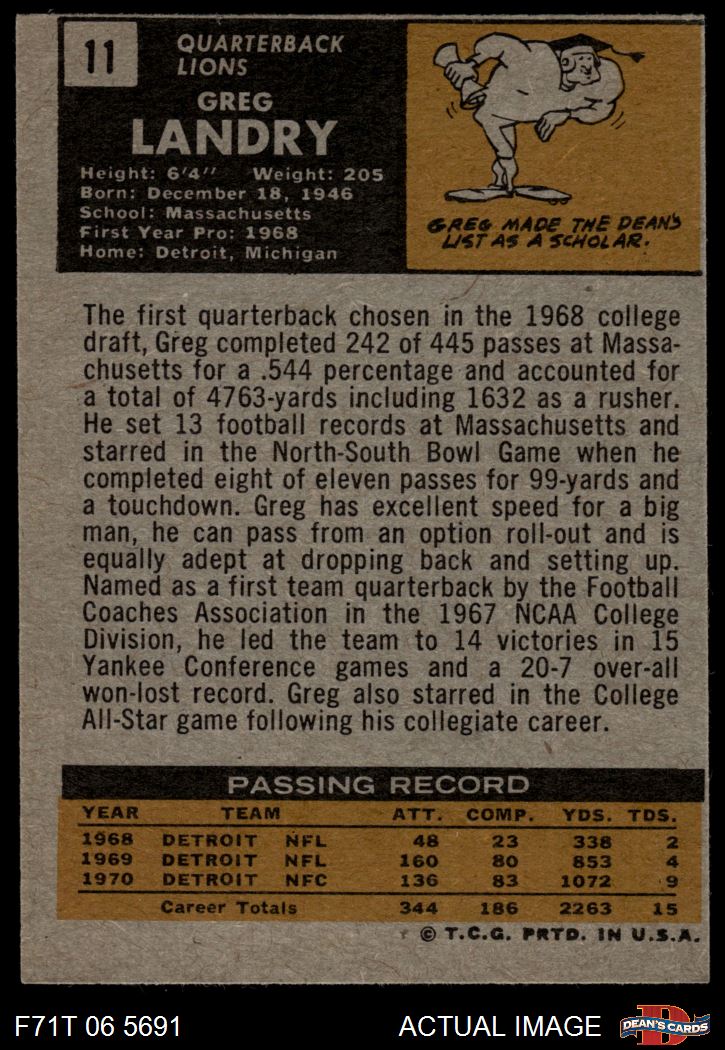 11
QUARTERBACK
LIONS
GREG
LANDRY
Height: 6'4" Weight: 205
Born: December 18, 1946
School: Massachusetts
First Year Pro: 1968
Home: Detroit, Michigan
GREG MADE THE DEAN'S
LIST AS A SCHOLAR.
The first quarterback chosen in the 1968 college
draft, Greg completed 242 of 445 passes at Massa-
chusetts for a .544 percentage and accounted for
a total of 4763-yards including 1632 as a rusher.
He set 13 football records at Massachusetts and
starred in the North-South Bowl Game when he
completed eight of eleven passes for 99-yards and
a touchdown. Greg has excellent speed for a big
man, he can pass from an option roll-out and is
equally adept at dropping back and setting up.
Named as a first team quarterback by the Football
Coaches Association in the 1967 NCAA College
Division, he led the team to 14 victories in 15
Yankee Conference games and a 20-7 over-all
won-lost record. Greg also starred in the College
All-Star game following his collegiate career.
PASSING RECORD
YEAR TEAM ATT. COMP. YDS. TDS.
1968 DETROIT NFL 48 23 338 2
1969 DETROIT NFL 160 80 853 4
1970 DETROIT NFC 136 83 1072 9
Career Totals 344 186 2263 15
© T.C.G. PRTD. IN U.S.A.
F71T 06 5691 ACTUAL IMAGE DEAN'S CARDS